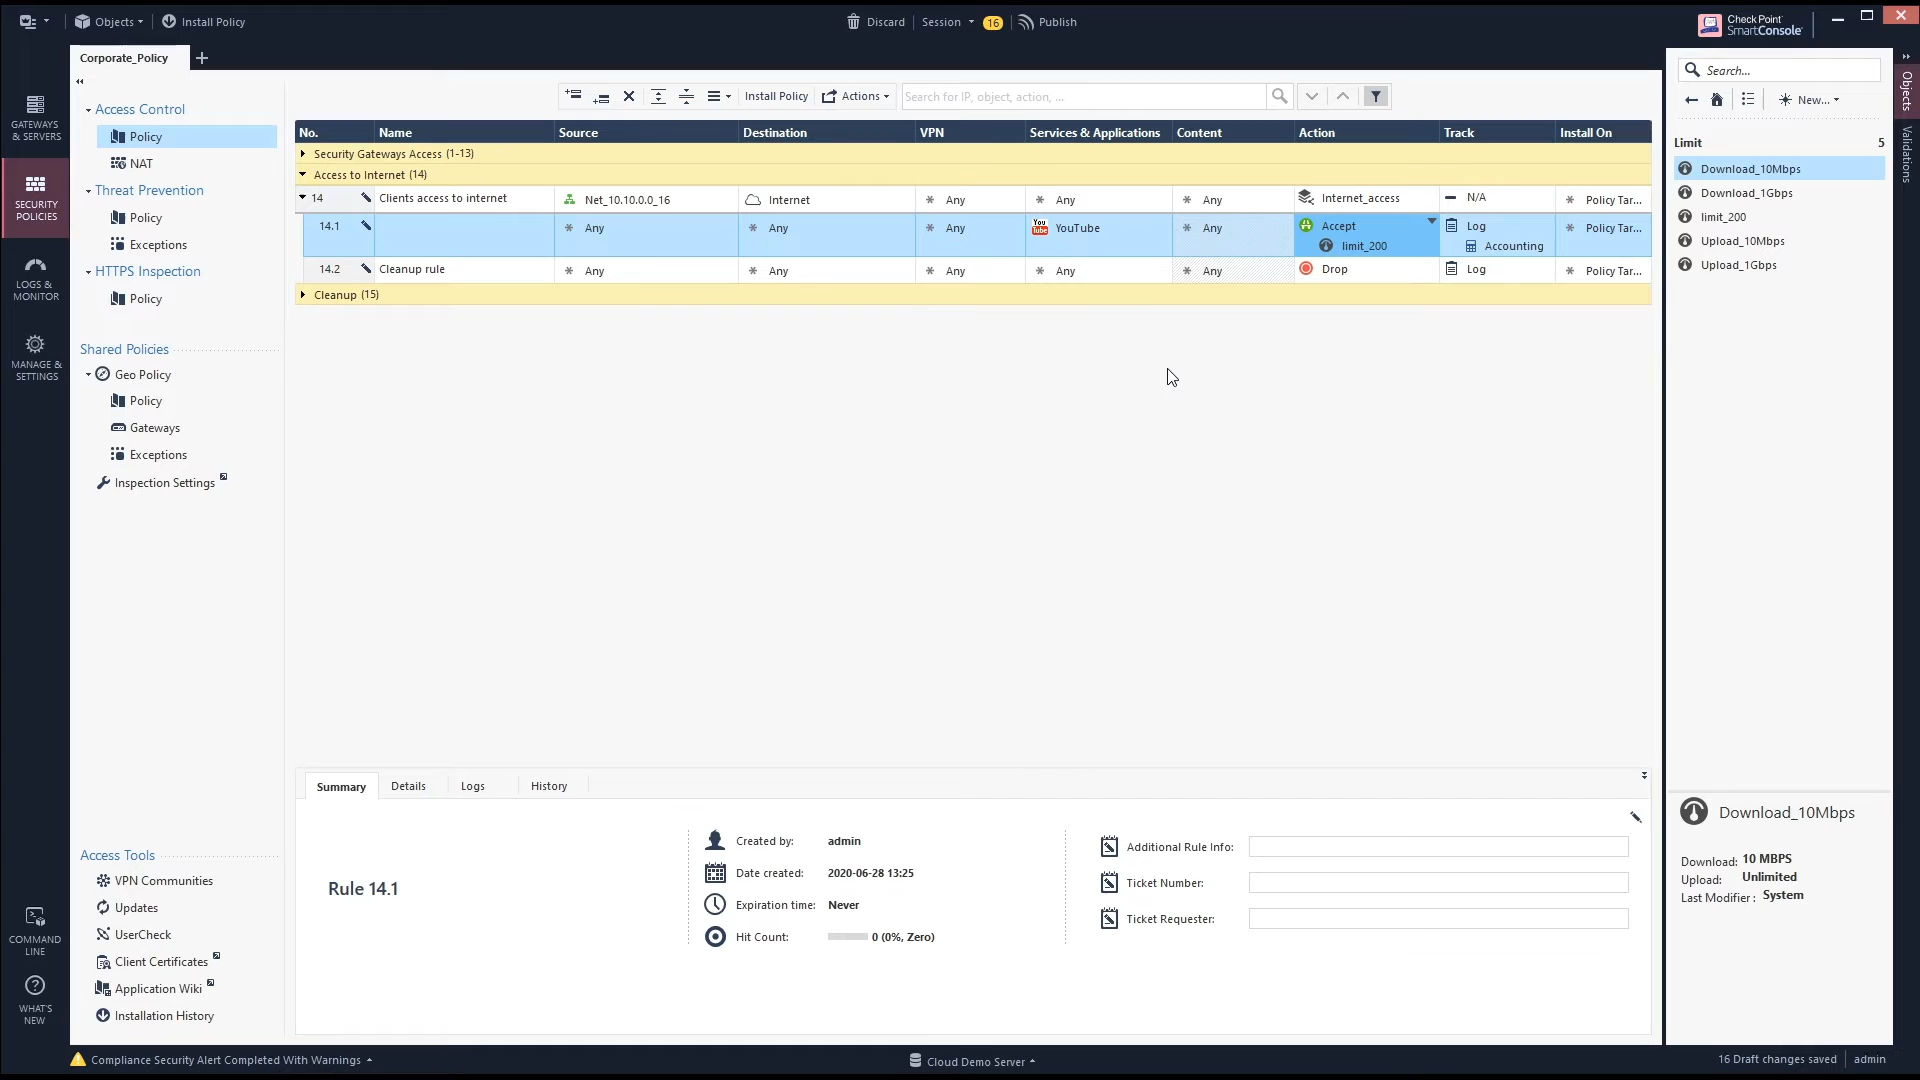 Objects
Install Policy
Discard
Session
16
Publish
Check Point
SmartConsole
Corporate_Policy
GATEWAYS
& SERVERS
SECURITY
POLICIES
LOGS &
MONITOR
MANAGE &
SETTINGS
COMMAND
LINE
WHAT'S
NEW
Access Control
Policy
NAT
Threat Prevention
Policy
Exceptions
HTTPS Inspection
Policy
Shared Policies
Geo Policy
Policy
Gateways
Exceptions
Inspection Settings
Access Tools
VPN Communities
Updates
UserCheck
Client Certificates
Application Wiki
Installation History
Install Policy
Actions
Search for IP, object, action, ...
No. Name Source Destination VPN Services & Applications Content Action Track Install On
Security Gateways Access (1-13)
Access to Internet (14)
14 Clients access to internet Net_10.10.0.0_16 Internet * Any * Any * Any Internet_access N/A * Policy Tar...
14.1 * Any * Any * Any YouTube * Any Accept Log * Policy Tar...
limit_200 Accounting
14.2 Cleanup rule * Any * Any * Any * Any * Any Drop Log * Policy Tar...
Cleanup (15)
Summary Details Logs History
Rule 14.1
Created by: admin
Date created: 2020-06-28 13:25
Expiration time: Never
Hit Count: 0 (0%, Zero)
Additional Rule Info:
Ticket Number:
Ticket Requester:
Search...
New...
Limit 5
Download_10Mbps
Download_1Gbps
limit_200
Upload_10Mbps
Upload_1Gbps
Download_10Mbps
Download: 10 MBPS
Upload: Unlimited
Last Modifier : System
Objects
Validations
Compliance Security Alert Completed With Warnings
Cloud Demo Server
16 Draft changes saved
admin